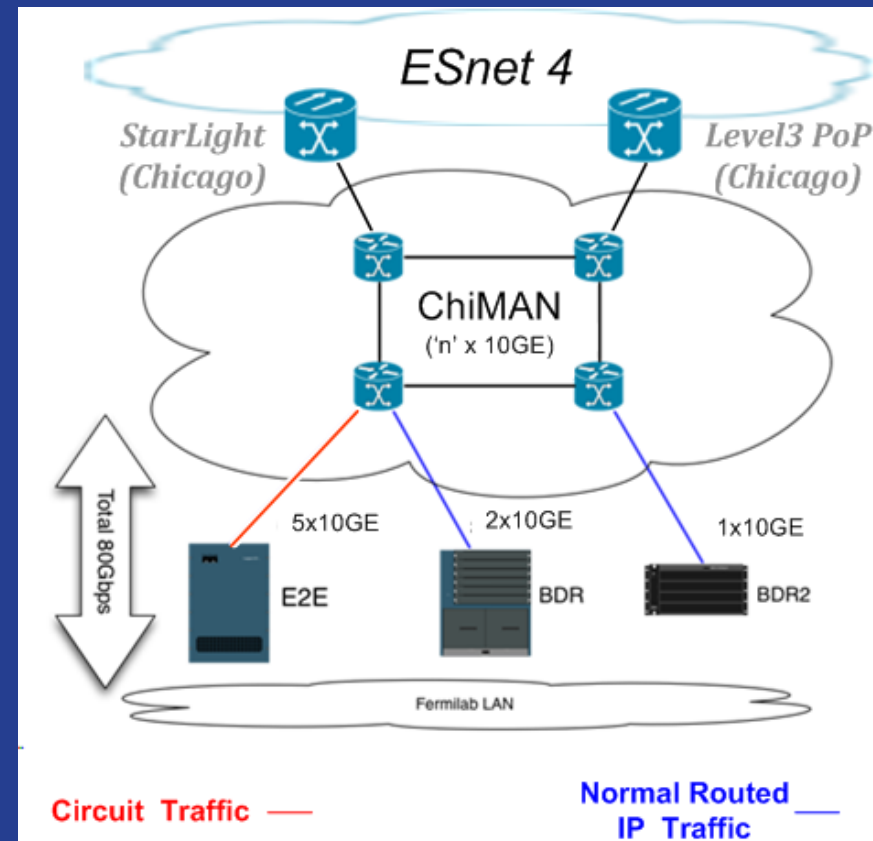 ESnet 4
StarLight
(Chicago)
Level3 PoP
(Chicago)
ChiMAN
('n' x 10GE)
Total 80Gbps
5x10GE
2x10GE
1x10GE
E2E
BDR
BDR2
Fermilab LAN
Circuit Traffic
Normal Routed
IP Traffic